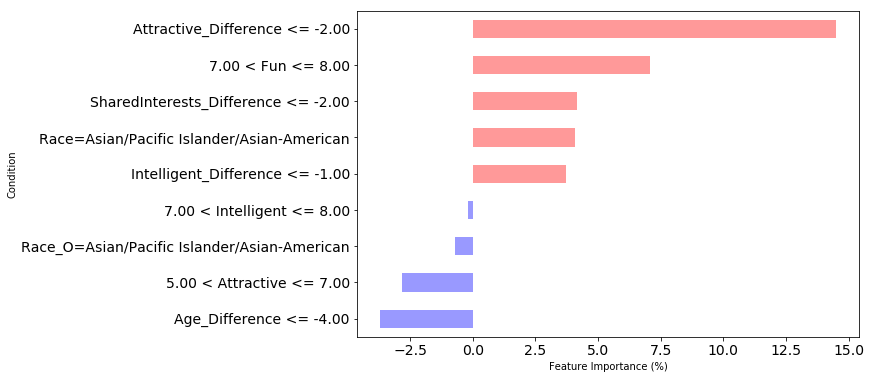 Attractive_Difference <= -2.00
7.00 < Fun <= 8.00
SharedInterests_Difference <= -2.00
Race=Asian/Pacific Islander/Asian-American
Intelligent_Difference <= -1.00
7.00 < Intelligent <= 8.00
Race_O=Asian/Pacific Islander/Asian-American
5.00 < Attractive <= 7.00
Age_Difference <= -4.00
Condition
−2.5 0.0 2.5 5.0 7.5 10.0 12.5 15.0
Feature Importance (%)